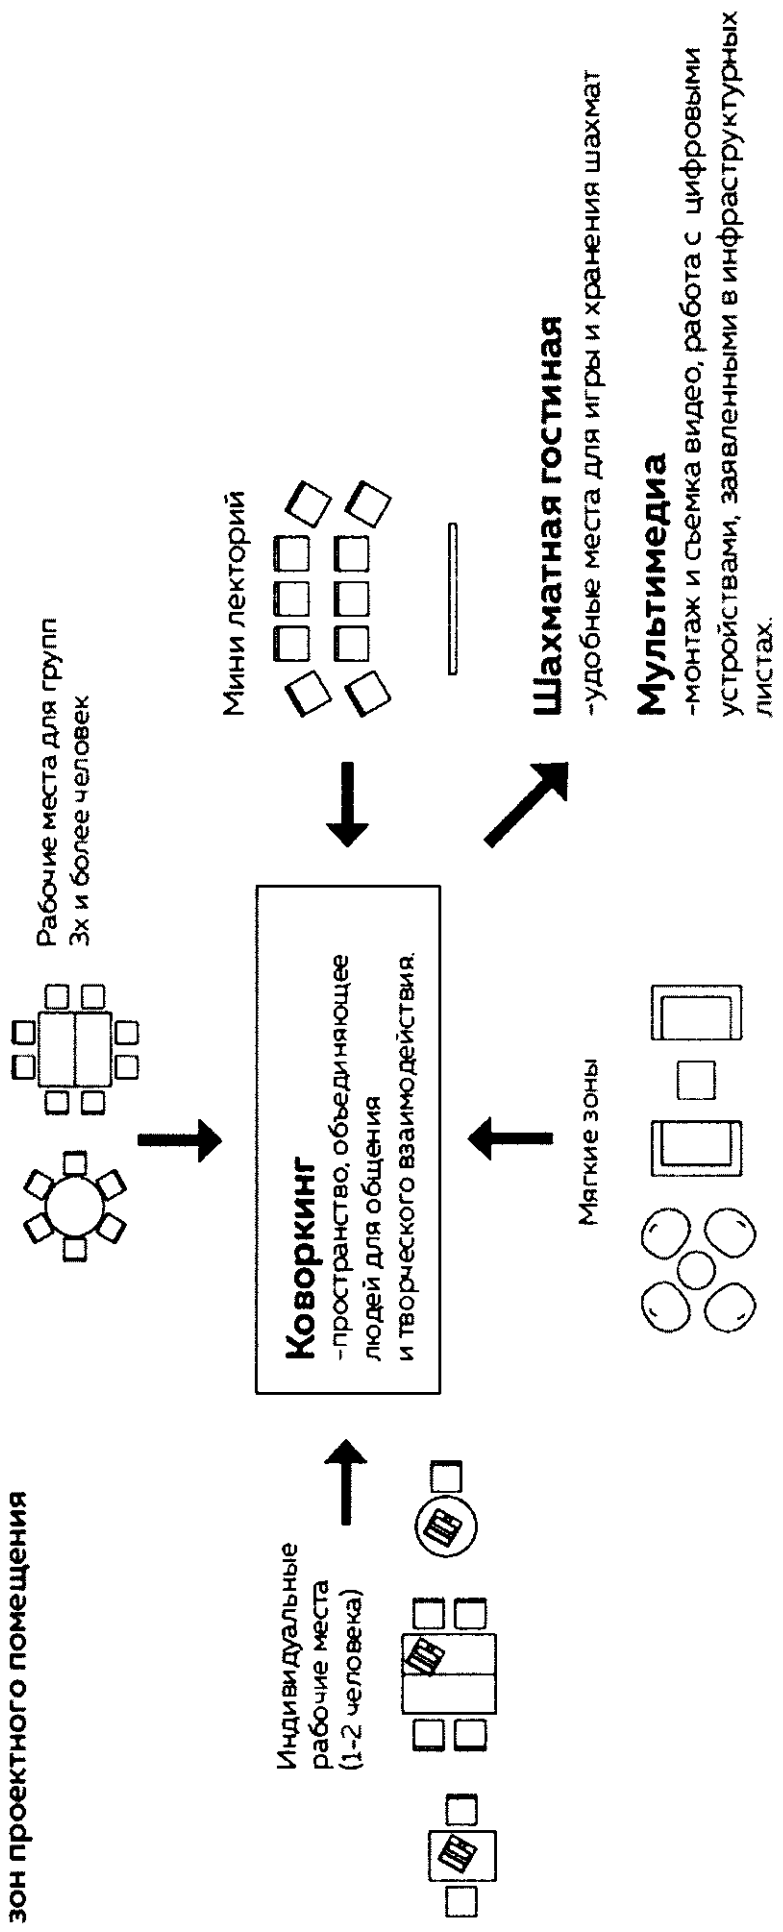 зон проектного помещения
Рабочие места для групп
3х и более человек
Индивидуальные
рабочие места
(1-2 человека)
Коворкинг
-пространство, объединяющее
людей для общения
и творческого взаимодействия.
Мини лекторий
Мягкие зоны
Шахматная гостиная
-удобные места для игры и хранения шахмат
Мультимедиа
-монтаж и съемка видео, работа с цифровыми
устройствами, заявленными в инфраструктурных
листах.